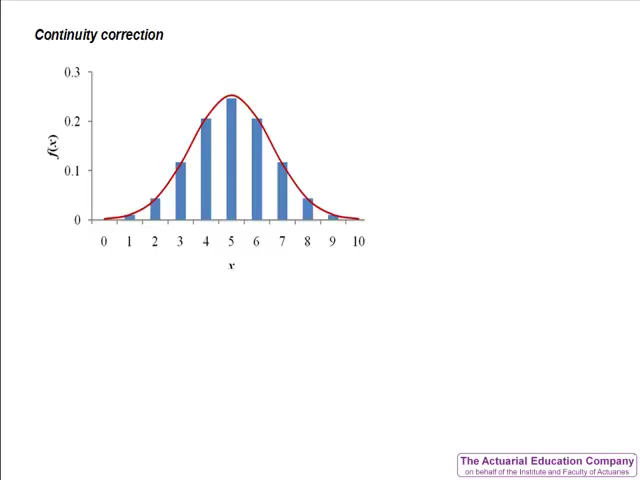 Continuity correction
0.3
0.2
f(x)
0.1
0
0 1 2 3 4 5 6 7 8 9 10
x
The Actuarial Education Company
on behalf of the Institute and Faculty of Actuaries